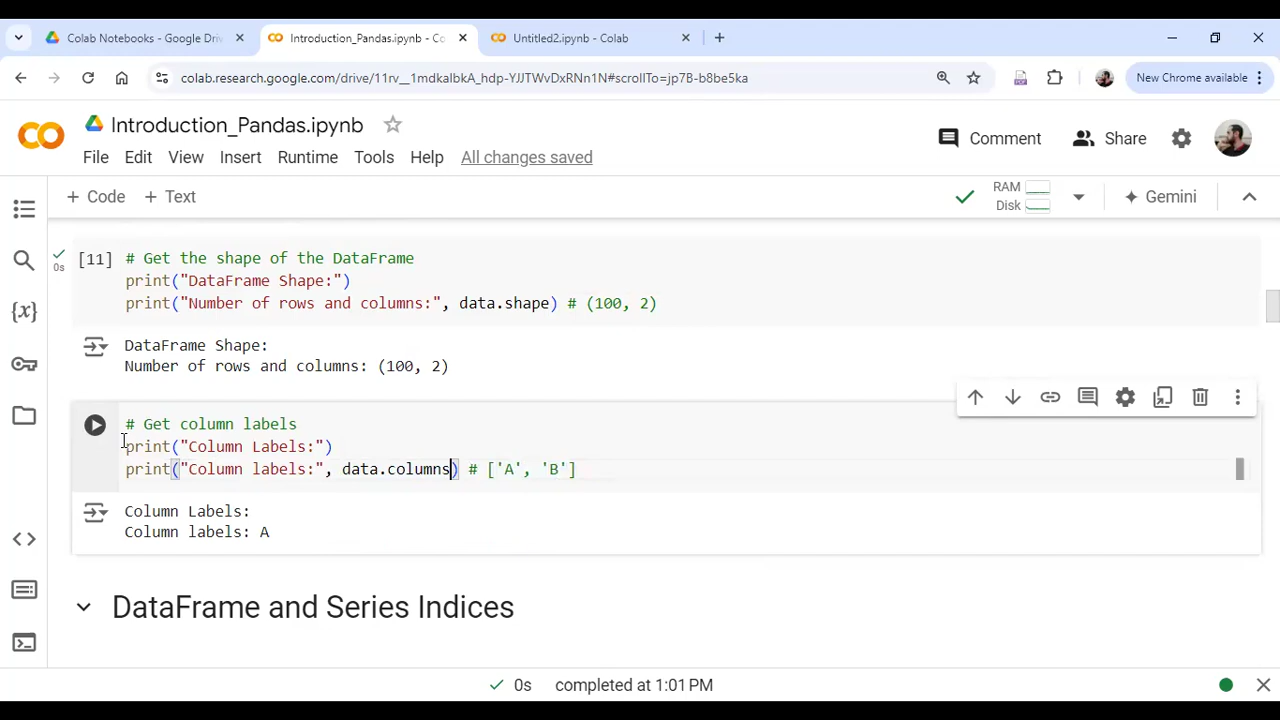 Colab Notebooks - Google Driv
Introduction_Pandas.ipynb - Co
Untitled2.ipynb - Colab
colab.research.google.com/drive/11rv__1mdkaIbkA_hdp-YJJTWvDxRNn1N#scrollTo=jp7B-b8be5ka
New Chrome available
Introduction_Pandas.ipynb
Comment
Share
File Edit View Insert Runtime Tools Help All changes saved
+ Code + Text
RAM
Disk
Gemini
[11]
0s
# Get the shape of the DataFrame
print("DataFrame Shape:")
print("Number of rows and columns:", data.shape) # (100, 2)
DataFrame Shape:
Number of rows and columns: (100, 2)
# Get column labels
print("Column Labels:")
print("Column labels:", data.columns) # ['A', 'B']
Column Labels:
Column labels: A
DataFrame and Series Indices
0s completed at 1:01 PM